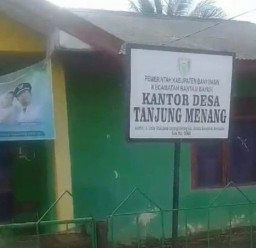 PEMERINTAH KABUPATEN BANYUASIN
KECAMATAN RANTAU BAYUR
KANTOR DESA
TANJUNG MENANG